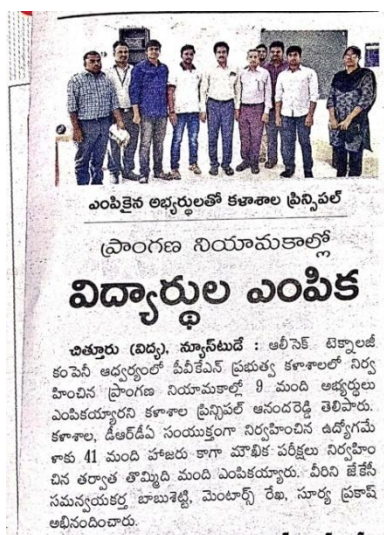 ఎంపికైన అభ్యర్థులతో కళాశాల ప్రిన్సిపల్
ప్రాంగణ నియామకాల్లో
విద్యార్థుల ఎంపిక
చిత్తూరు (విద్య), న్యూస్‌టుడే : ఆలీసెక్ టెక్నాలజీ
కంపెనీ ఆధ్వర్యంలో పీవీకేఎన్ ప్రభుత్వ కళాశాలలో నిర్వ
హించిన ప్రాంగణ నియామకాల్లో 9 మంది అభ్యర్థులు
ఎంపికయ్యారని కళాశాల ప్రిన్సిపల్ ఆనందరెడ్డి తెలిపారు.
కళాశాల, డీఆర్‌డీఏ సంయుక్తంగా నిర్వహించిన ఉద్యోగమే
ళాకు 41 మంది హాజరు కాగా మౌఖిక పరీక్షలు నిర్వహిం
చిన తర్వాత తొమ్మిది మంది ఎంపికయ్యారు. వీరిని జేకేసీ
సమన్వయకర్త బాబుశెట్టి, మెంటార్స్ రేఖ, సూర్య ప్రకాష్
అభినందించారు.